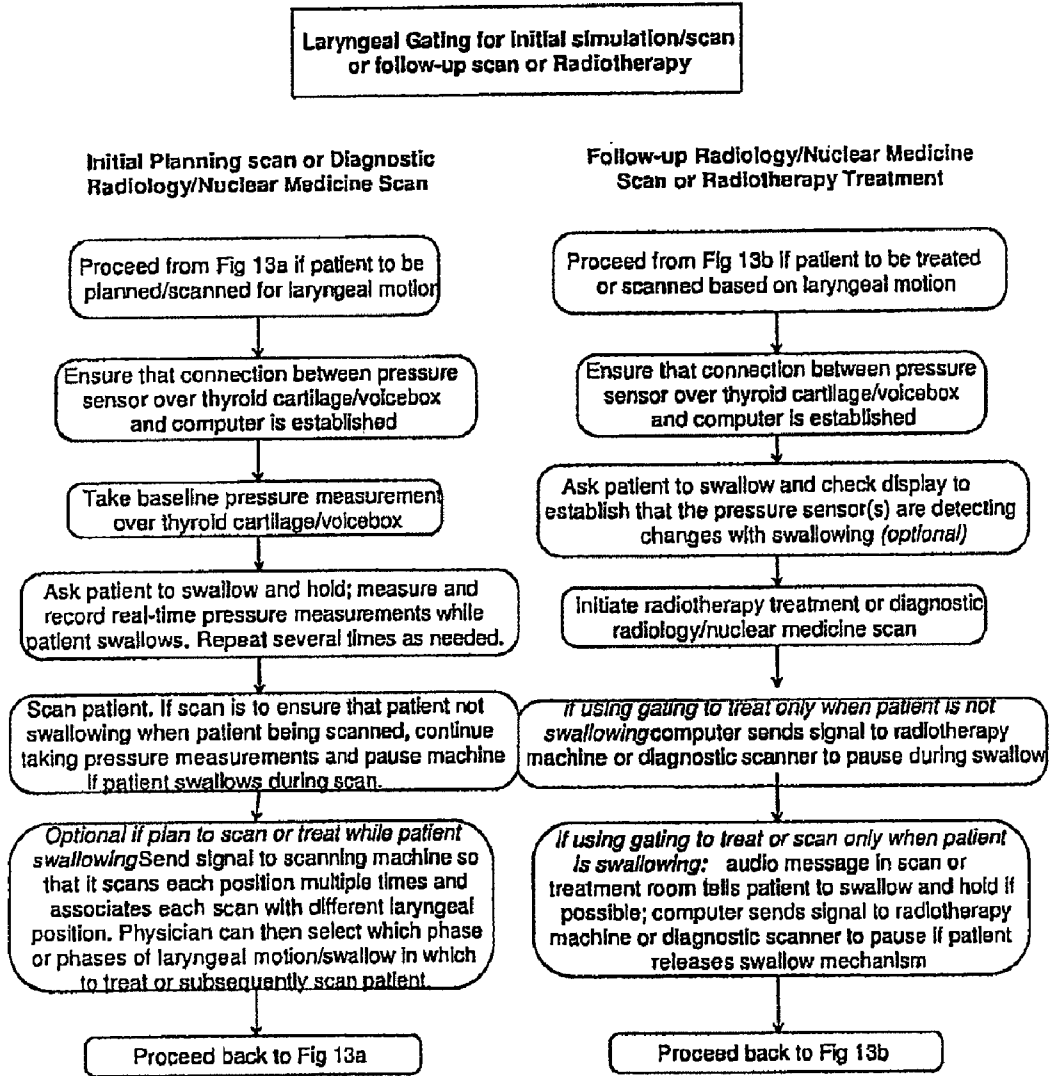 Laryngeal Gating for initial simulation/scan
or follow-up scan or Radiotherapy
Initial Planning scan or Diagnostic
Radiology/Nuclear Medicine Scan
Proceed from Fig 13a if patient to be
planned/scanned for laryngeal motion
Ensure that connection between pressure
sensor over thyroid cartilage/voicebox
and computer is established
Take baseline pressure measurement
over thyroid cartilage/voicebox
Ask patient to swallow and hold; measure and
record real-time pressure measurements while
patient swallows. Repeat several times as needed.
Scan patient. If scan is to ensure that patient not
swallowing when patient being scanned, continue
taking pressure measurements and pause machine
if patient swallows during scan.
Optional if plan to scan or treat while patient
swallowingSend signal to scanning machine so
that it scans each position multiple times and
associates each scan with different laryngeal
position. Physician can then select which phase
or phases of laryngeal motion/swallow in which
to treat or subsequently scan patient.
Proceed back to Fig 13a
Follow-up Radiology/Nuclear Medicine
Scan or Radiotherapy Treatment
Proceed from Fig 13b if patient to be treated
or scanned based on laryngeal motion
Ensure that connection between pressure
sensor over thyroid cartilage/voicebox
and computer is established
Ask patient to swallow and check display to
establish that the pressure sensor(s) are detecting
changes with swallowing (optional)
Initiate radiotherapy treatment or diagnostic
radiology/nuclear medicine scan
If using gating to treat only when patient is not
swallowingcomputer sends signal to radiotherapy
machine or diagnostic scanner to pause during swallow
If using gating to treat or scan only when patient
is swallowing: audio message in scan or
treatment room tells patient to swallow and hold if
possible; computer sends signal to radiotherapy
machine or diagnostic scanner to pause if patient
releases swallow mechanism
Proceed back to Fig 13b